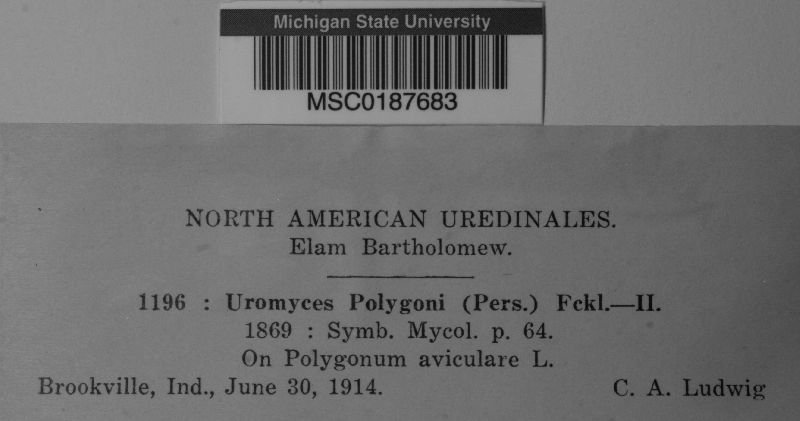 Michigan State University
MSC0187683
NORTH AMERICAN UREDINALES.
Elam Bartholomew.
1196 : Uromyces Polygoni (Pers.) Fckl.—II.
1869 : Symb. Mycol. p. 64.
On Polygonum aviculare L.
Brookville, Ind., June 30, 1914. C. A. Ludwig